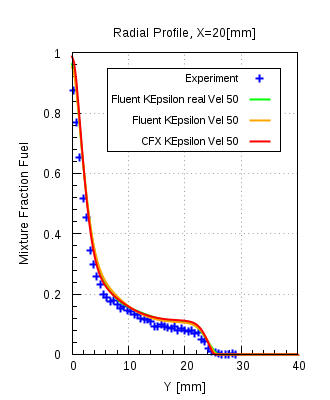 Radial Profile, X=20[mm]
Experiment
Fluent KEpsilon real Vel 50
Fluent KEpsilon Vel 50
CFX KEpsilon Vel 50
Mixture Fraction Fuel
1
0.8
0.6
0.4
0.2
0
0 10 20 30 40
Y [mm]